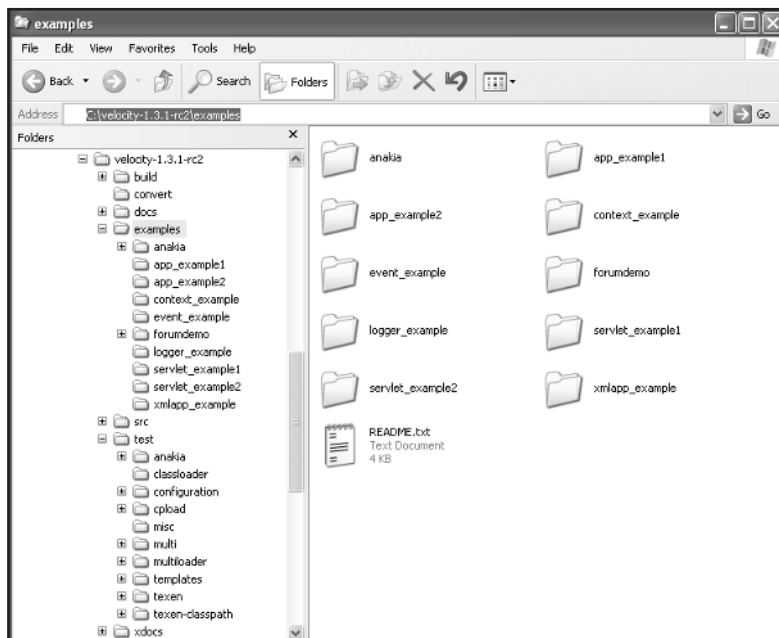 examples
File Edit View Favorites Tools Help
Back Search Folders
Address C:\velocity-1.3.1-rc2\examples Go
Folders
velocity-1.3.1-rc2
build
convert
docs
examples
anakia
app_example1
app_example2
context_example
event_example
forumdemo
logger_example
servlet_example1
servlet_example2
xmlapp_example
src
test
anakia
classloader
configuration
cpload
misc
multi
multiloader
templates
texen
texen-classpath
xdocs
anakia app_example1
app_example2 context_example
event_example forumdemo
logger_example servlet_example1
servlet_example2 xmlapp_example
README.txt
Text Document
4 KB